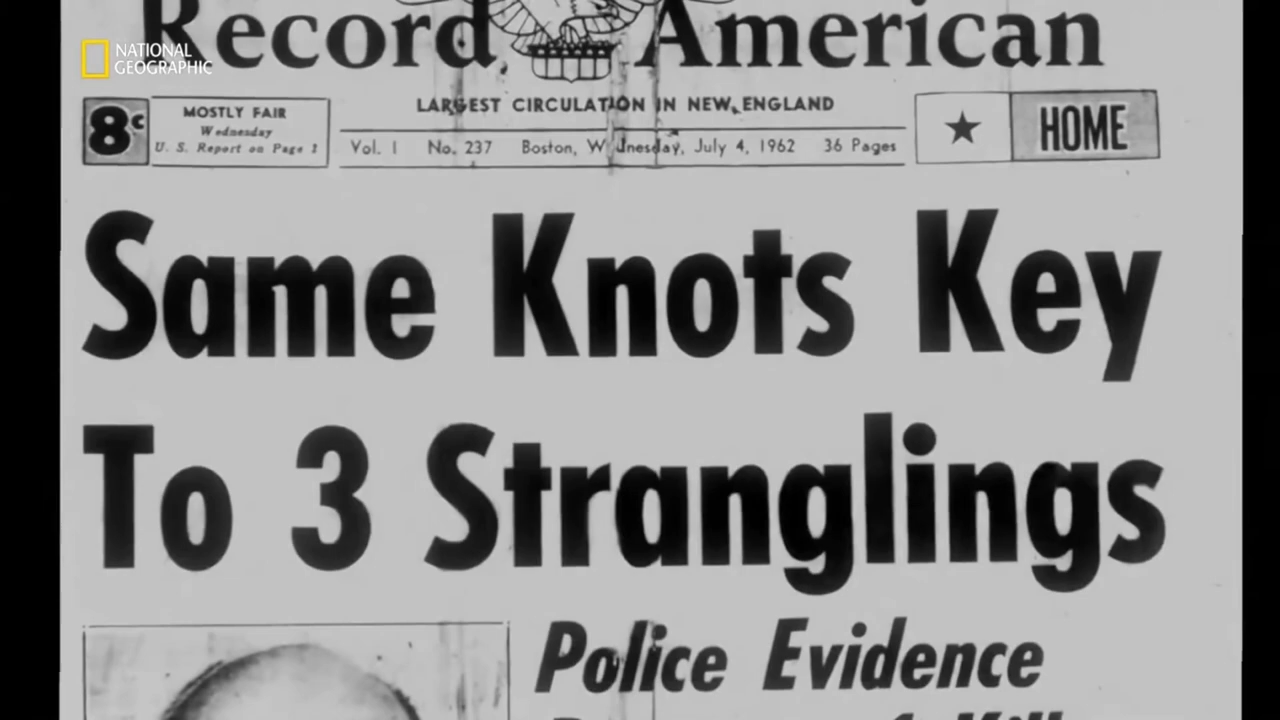 Record American
NATIONAL
GEOGRAPHIC
LARGEST CIRCULATION IN NEW ENGLAND
8c
MOSTLY FAIR
Wednesday
U. S. Report on Page 2
Vol. 1 No. 237 Boston, Wednesday, July 4, 1962 36 Pages
HOME
Same Knots Key
To 3 Stranglings
Police Evidence